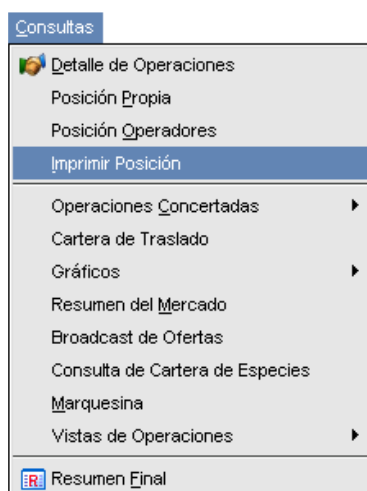 Consultas
Detalle de Operaciones
Posición Propia
Posición Operadores
Imprimir Posición
Operaciones Concertadas
Cartera de Traslado
Gráficos
Resumen del Mercado
Broadcast de Ofertas
Consulta de Cartera de Especies
Marquesina
Vistas de Operaciones
R Resumen Final